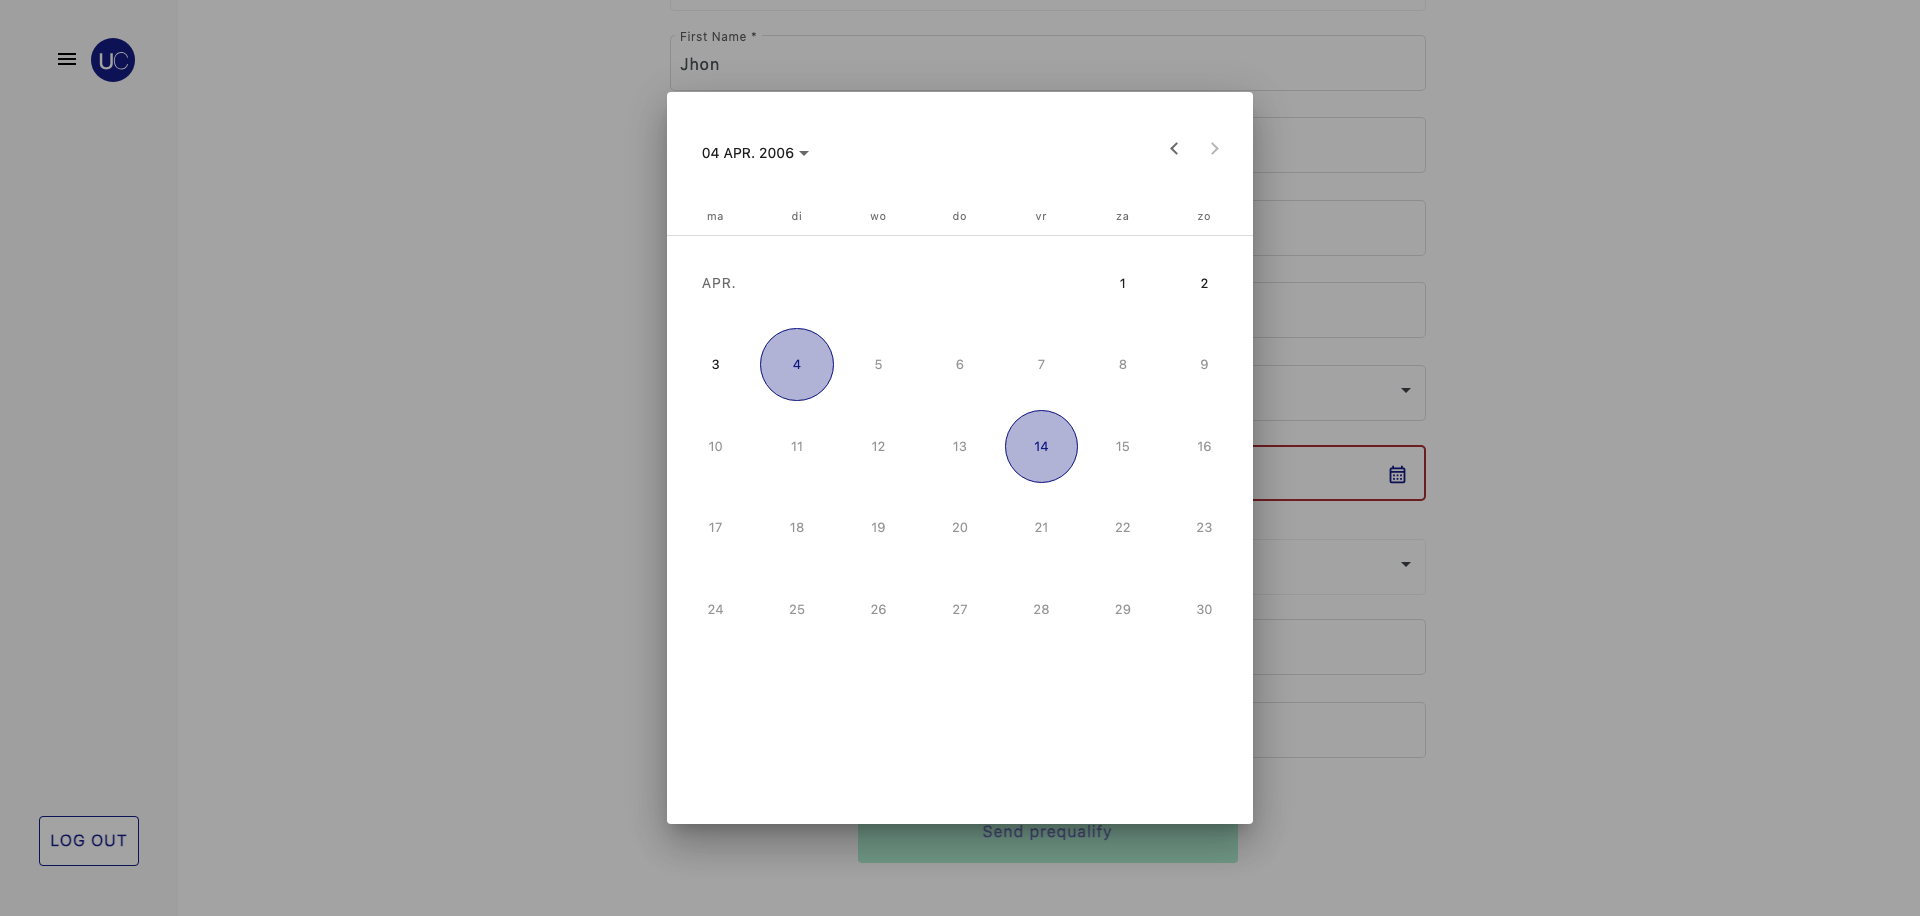 UC
First Name *
Jhon
04 APR. 2006
ma di wo do vr za zo
APR. 1 2
3 4 5 6 7 8 9
10 11 12 13 14 15 16
17 18 19 20 21 22 23
24 25 26 27 28 29 30
Send prequalify
LOG OUT